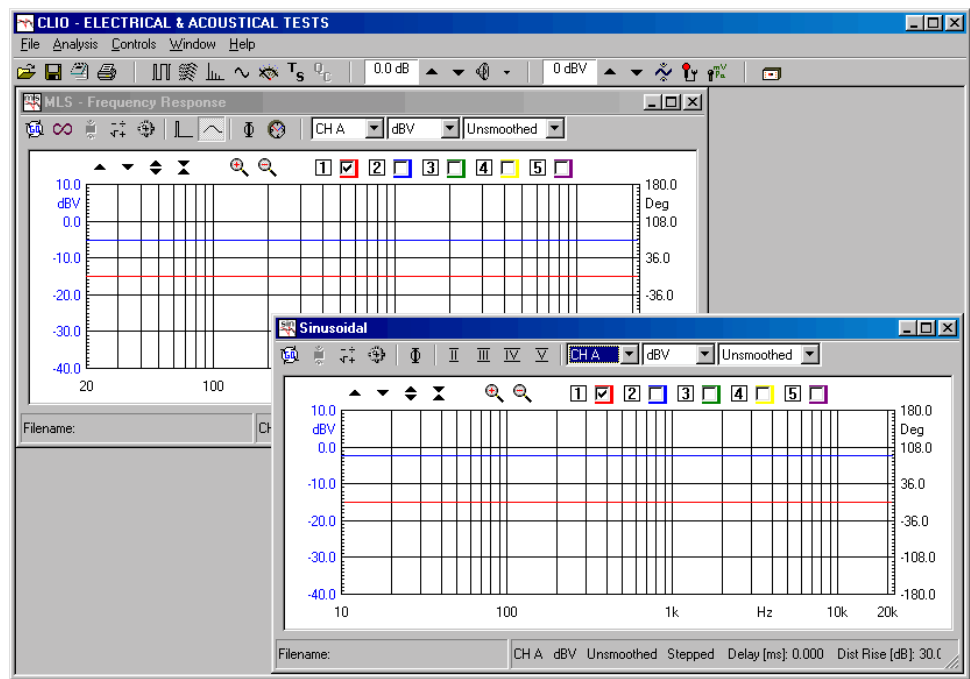 CLIO - ELECTRICAL & ACOUSTICAL TESTS
File Analysis Controls Window Help
0.0 dB 0 dBV
MLS - Frequency Response
CH A dBV Unsmoothed
1 2 3 4 5
10.0 180.0
dBV Deg
0.0 108.0
-10.0 36.0
-20.0 -36.0
-30.0
-40.0
20 100
Filename: CH
Sinusoidal
II III IV V CH A dBV Unsmoothed
1 2 3 4 5
10.0 180.0
dBV Deg
0.0 108.0
-10.0 36.0
-20.0 -36.0
-30.0 -108.0
-40.0 -180.0
10 100 1k Hz 10k 20k
Filename: CH A dBV Unsmoothed Stepped Delay [ms]: 0.000 Dist Rise [dB]: 30.0